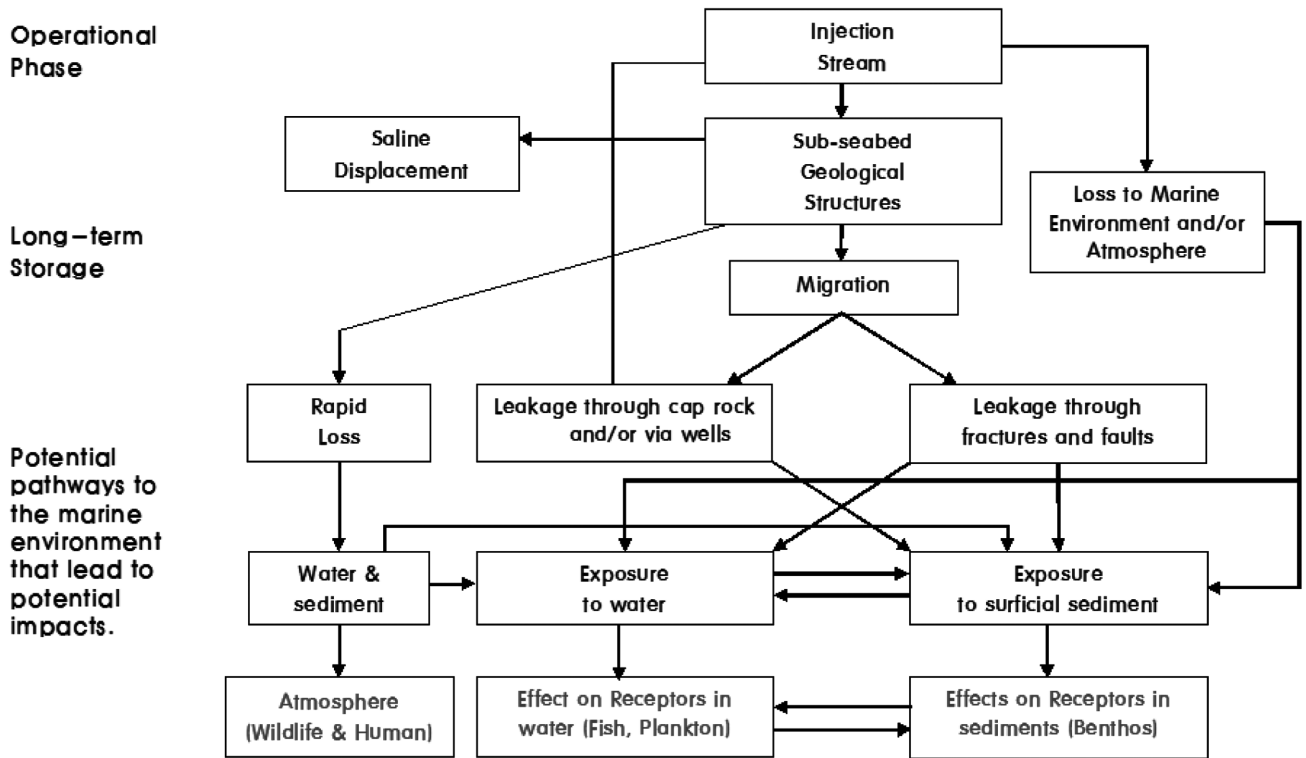 Operational
Phase
Injection
Stream
Saline
Displacement
Sub-seabed
Geological
Structures
Loss to Marine
Environment and/or
Atmosphere
Long-term
Storage
Migration
Rapid
Loss
Leakage through cap rock
and/or via wells
Leakage through
fractures and faults
Potential
pathways to
the marine
environment
that lead to
potential
impacts.
Water &
sediment
Exposure
to water
Exposure
to surficial sediment
Atmosphere
(Wildlife & Human)
Effect on Receptors in
water (Fish, Plankton)
Effects on Receptors in
sediments (Benthos)